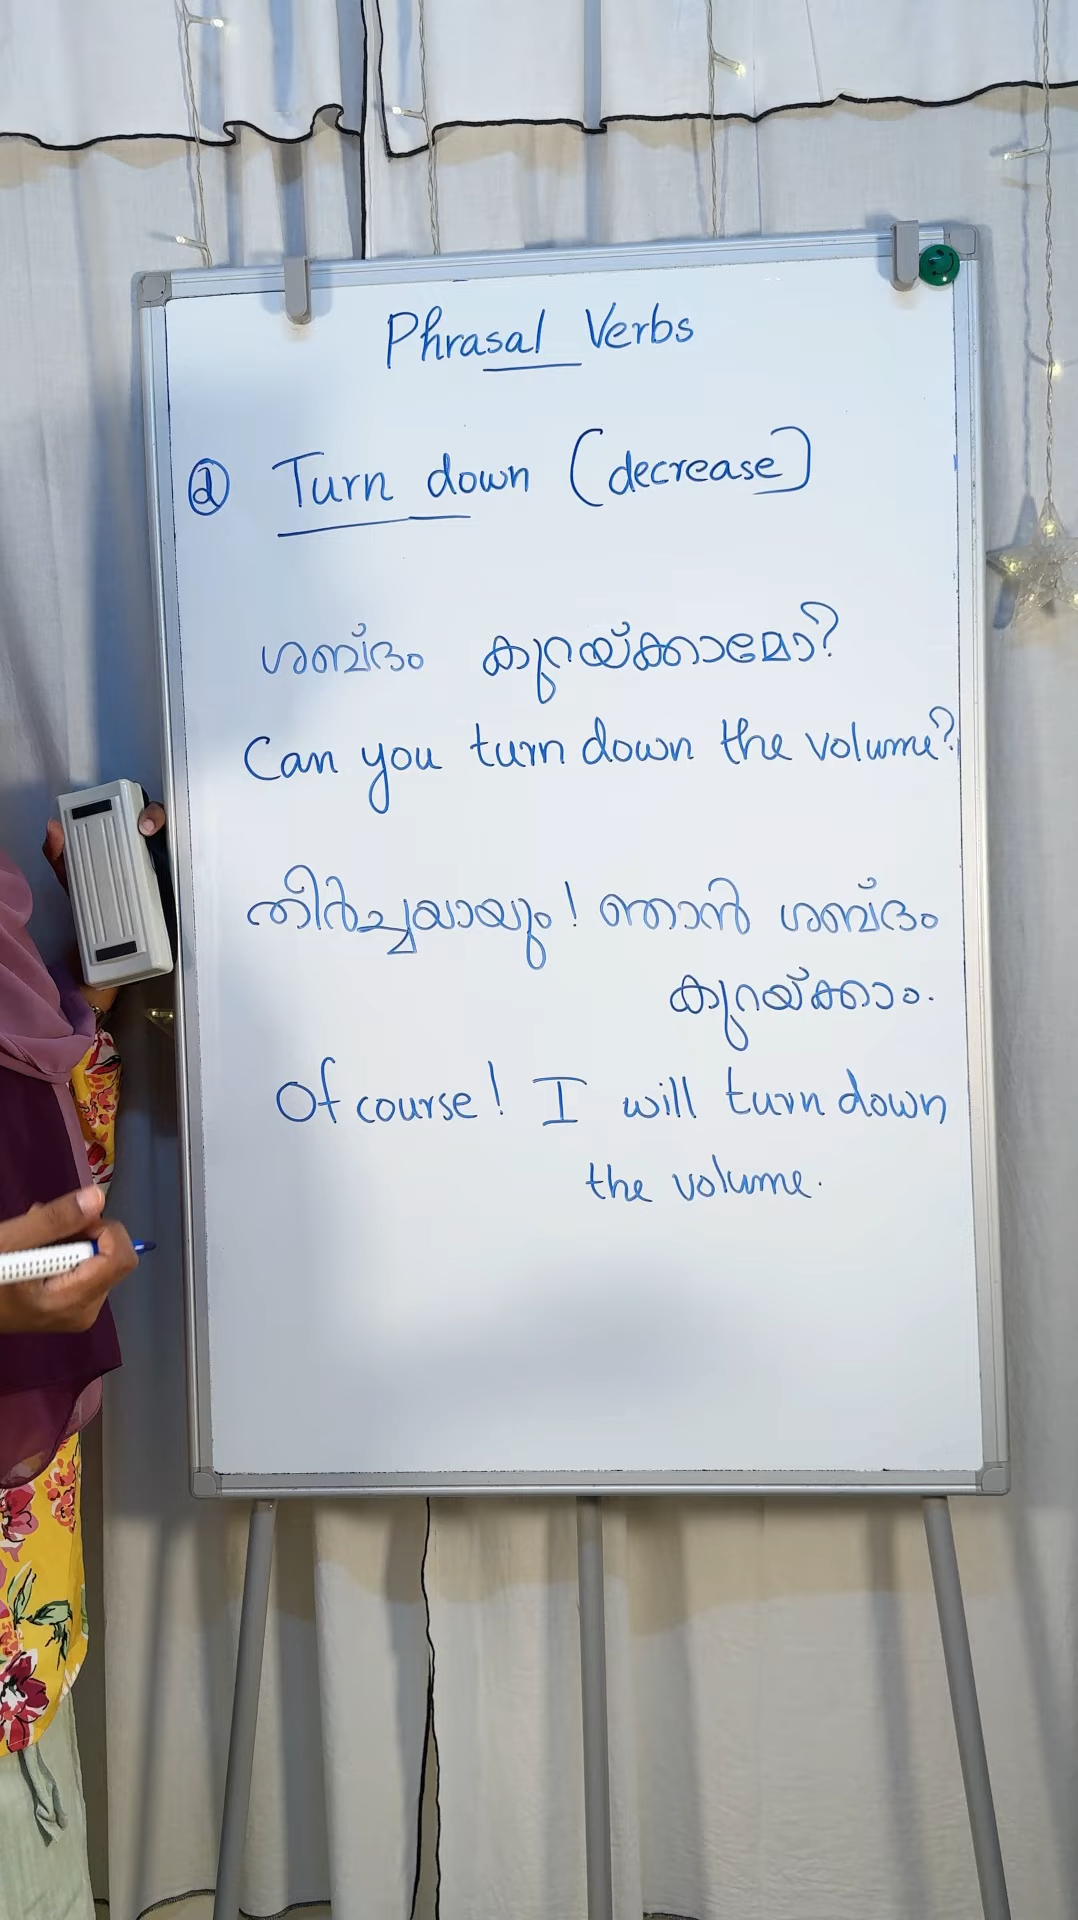 Phrasal Verbs
② Turn down (decrease)
ശബ്ദം കുറയ്ക്കാമോ?
Can you turn down the volume?
തീർച്ചയായും! ഞാൻ ശബ്ദം
കുറയ്ക്കാം.
Of course! I will turn down
the volume.